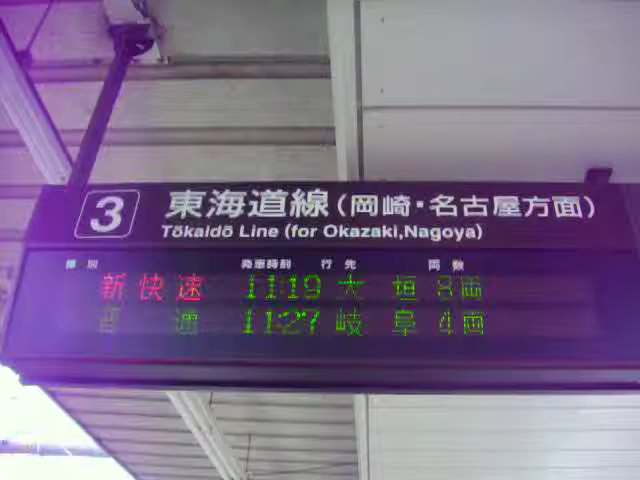 3 東海道線(岡崎・名古屋方面)
Tōkaidō Line (for Okazaki,Nagoya)
種別 発車時刻 行先 両数
新快速 11:19 大垣 8両
普通 11:27 岐阜 4両